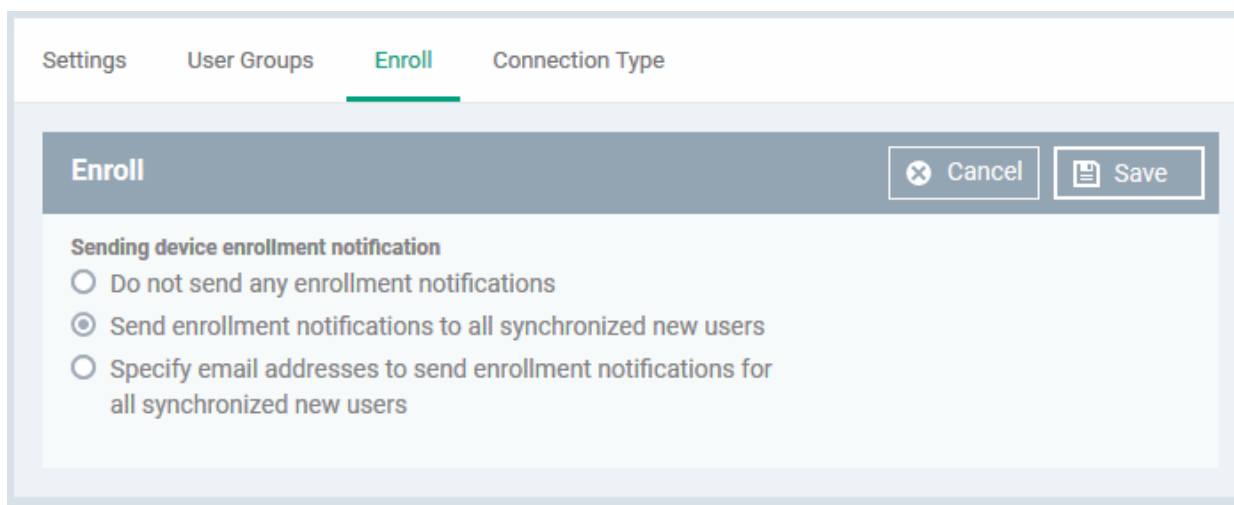 Settings User Groups Enroll Connection Type
Enroll Cancel Save
Sending device enrollment notification
Do not send any enrollment notifications
Send enrollment notifications to all synchronized new users
Specify email addresses to send enrollment notifications for
all synchronized new users